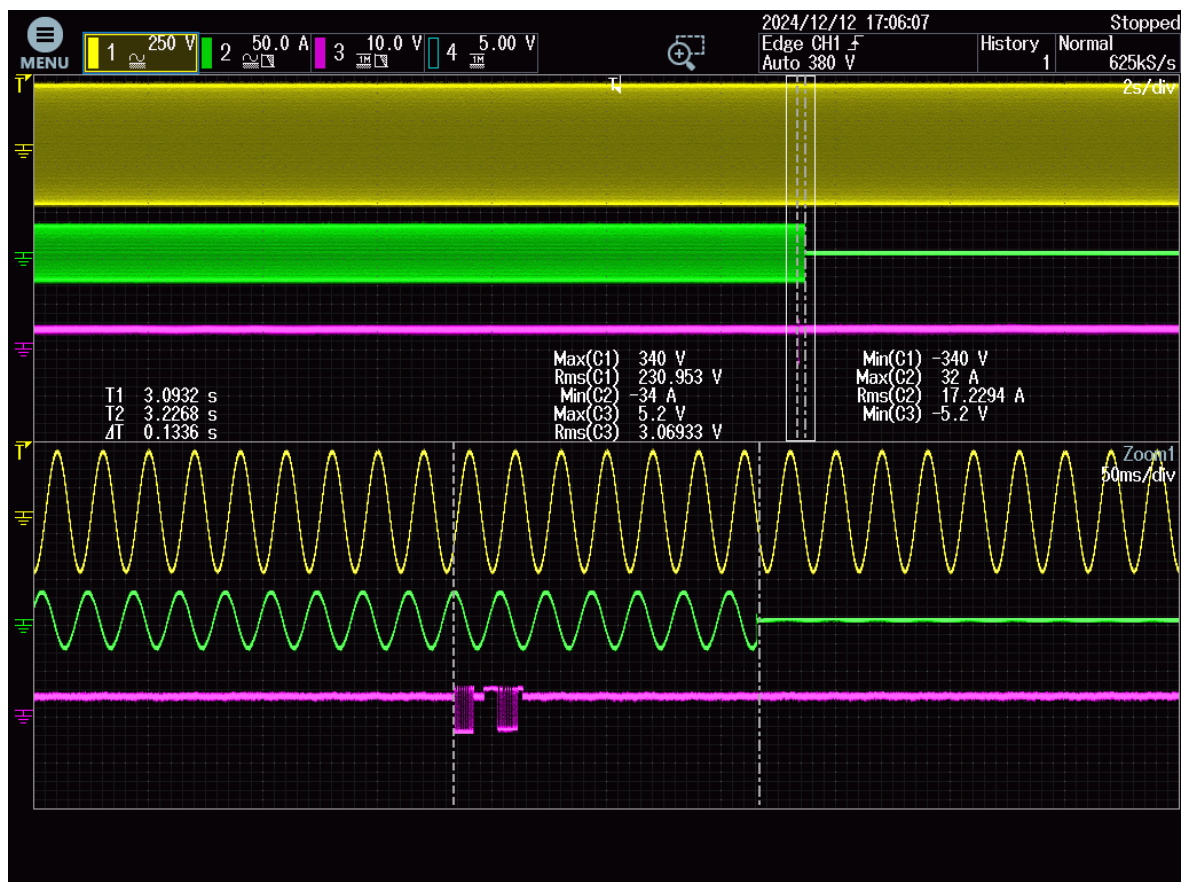 2024/12/12 17:06:07 Stopped
MENU 1 250 V 2 50.0 A 3 1M 10.0 V 4 1M 5.00 V Edge CH1 History Normal
Auto 380 V 1 625kS/s
T T 2s/div
Max(C1) 340 V Min(C1) -340 V
Rms(C1) 230.953 V Max(C2) 32 A
T1 3.0932 s Min(C2) -34 A Rms(C2) 17.2294 A
T2 3.2268 s Max(C3) 5.2 V Min(C3) -5.2 V
⊿T 0.1336 s Rms(C3) 3.06933 V
T Zoom1
50ms/div